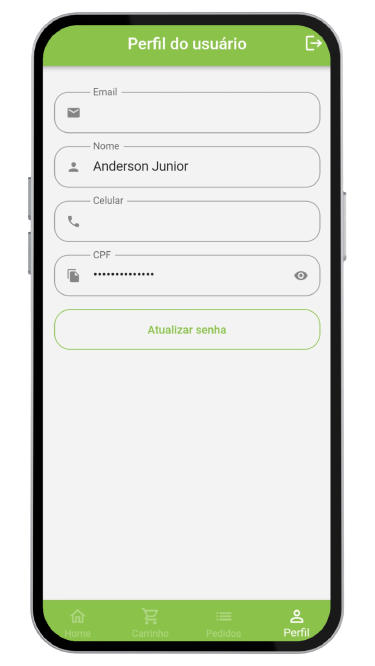 Perfil do usuário
Email
Nome
Anderson Junior
Celular
CPF
••••••••••••••
Atualizar senha
Home
Carrinho
Pedidos
Perfil